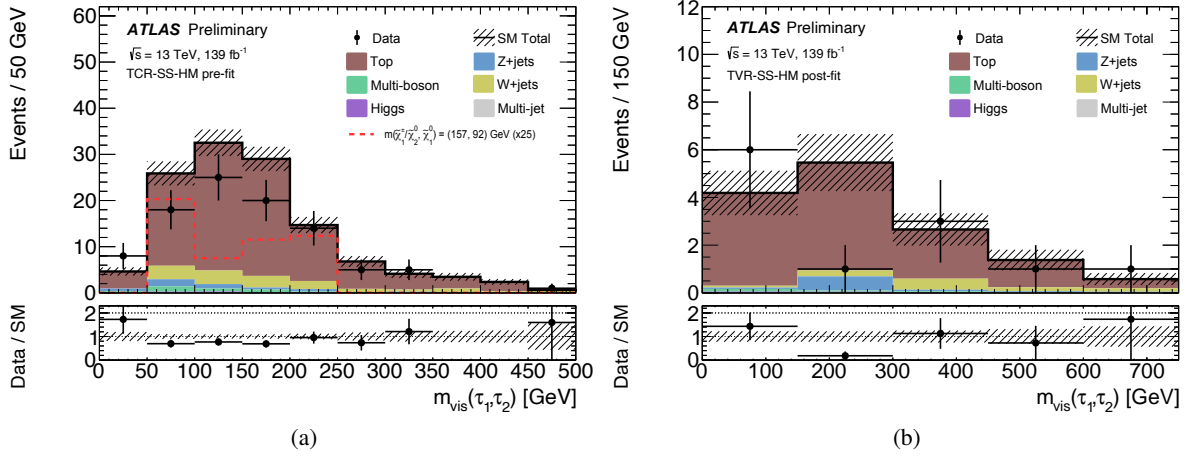 Events / 50 GeV
60
50
40
30
20
10
0
ATLAS Preliminary
√s = 13 TeV, 139 fb⁻¹
TCR-SS-HM pre-fit
Data
SM Total
Top
Z+jets
Multi-boson
W+jets
Higgs
Multi-jet
m(χ̃₁±/χ̃₂⁰, χ̃₁⁰) = (157, 92) GeV (x25)
Data / SM
2
1
0
0 50 100 150 200 250 300 350 400 450 500
m_vis(τ₁,τ₂) [GeV]
(a)
Events / 150 GeV
12
10
8
6
4
2
0
ATLAS Preliminary
√s = 13 TeV, 139 fb⁻¹
TVR-SS-HM post-fit
Data
SM Total
Top
Z+jets
Multi-boson
W+jets
Higgs
Multi-jet
Data / SM
2
1
0
0 100 200 300 400 500 600 700
m_vis(τ₁,τ₂) [GeV]
(b)